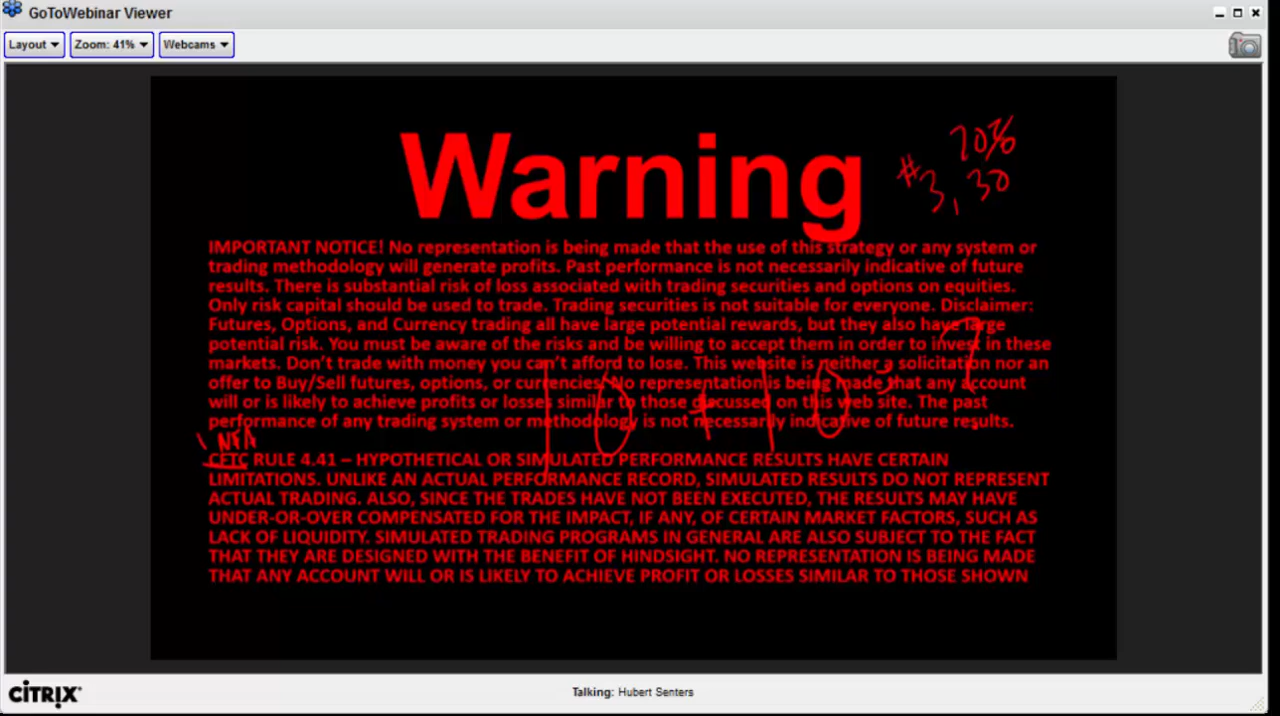 GoToWebinar Viewer
Layout Zoom: 41% Webcams
Warning
70%
#3, 30
IMPORTANT NOTICE! No representation is being made that the use of this strategy or any system or
trading methodology will generate profits. Past performance is not necessarily indicative of future
results. There is substantial risk of loss associated with trading securities and options on equities.
Only risk capital should be used to trade. Trading securities is not suitable for everyone. Disclaimer:
Futures, Options, and Currency trading all have large potential rewards, but they also have large
potential risk. You must be aware of the risks and be willing to accept them in order to invest in these
markets. Don't trade with money you can't afford to lose. This website is neither a solicitation nor an
offer to Buy/Sell futures, options, or currencies. No representation is being made that any account
will or is likely to achieve profits or losses similar to those discussed on this web site. The past
performance of any trading system or methodology is not necessarily indicative of future results.
10 + 10 = ?
NFA
CFTC RULE 4.41 – HYPOTHETICAL OR SIMULATED PERFORMANCE RESULTS HAVE CERTAIN
LIMITATIONS. UNLIKE AN ACTUAL PERFORMANCE RECORD, SIMULATED RESULTS DO NOT REPRESENT
ACTUAL TRADING. ALSO, SINCE THE TRADES HAVE NOT BEEN EXECUTED, THE RESULTS MAY HAVE
UNDER-OR-OVER COMPENSATED FOR THE IMPACT, IF ANY, OF CERTAIN MARKET FACTORS, SUCH AS
LACK OF LIQUIDITY. SIMULATED TRADING PROGRAMS IN GENERAL ARE ALSO SUBJECT TO THE FACT
THAT THEY ARE DESIGNED WITH THE BENEFIT OF HINDSIGHT. NO REPRESENTATION IS BEING MADE
THAT ANY ACCOUNT WILL OR IS LIKELY TO ACHIEVE PROFIT OR LOSSES SIMILAR TO THOSE SHOWN
CITRIX Talking: Hubert Senters